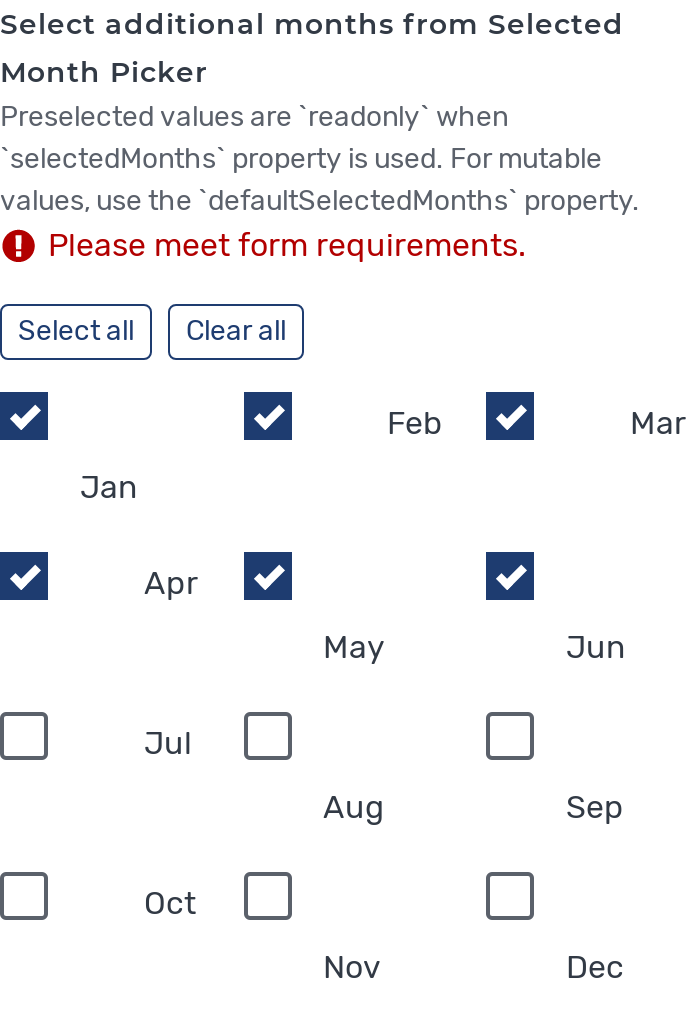 Select additional months from Selected
Month Picker
Preselected values are `readonly` when
`selectedMonths` property is used. For mutable
values, use the `defaultSelectedMonths` property.
Please meet form requirements.
Select all
Clear all
Jan
Feb
Mar
Apr
May
Jun
Jul
Aug
Sep
Oct
Nov
Dec